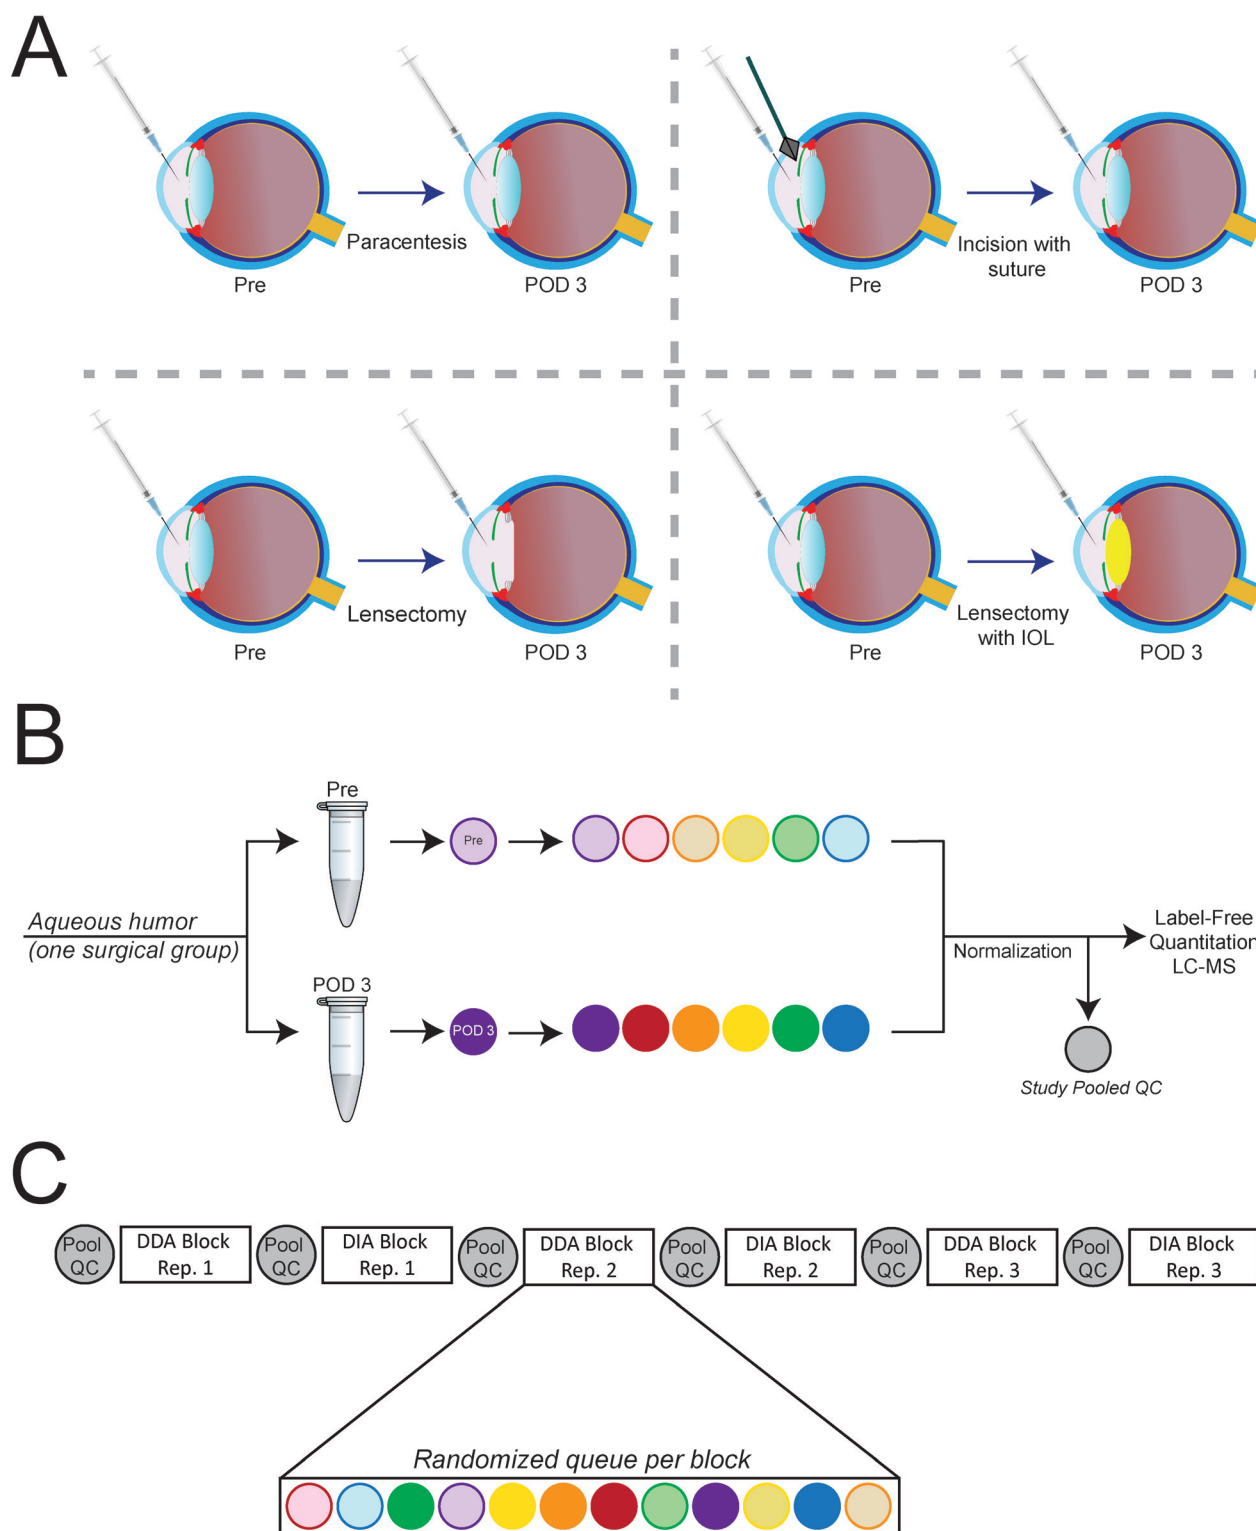 A
Paracentesis
Pre
POD 3
Incision with
suture
Pre
POD 3
Lensectomy
Pre
POD 3
Lensectomy
with IOL
Pre
POD 3
B
Pre
Pre
Aqueous humor
(one surgical group)
POD 3
POD 3
Normalization
Label-Free
Quantitation
LC-MS
Study Pooled QC
C
Pool
QC
DDA Block
Rep. 1
Pool
QC
DIA Block
Rep. 1
Pool
QC
DDA Block
Rep. 2
Pool
QC
DIA Block
Rep. 2
Pool
QC
DDA Block
Rep. 3
Pool
QC
DIA Block
Rep. 3
Randomized queue per block